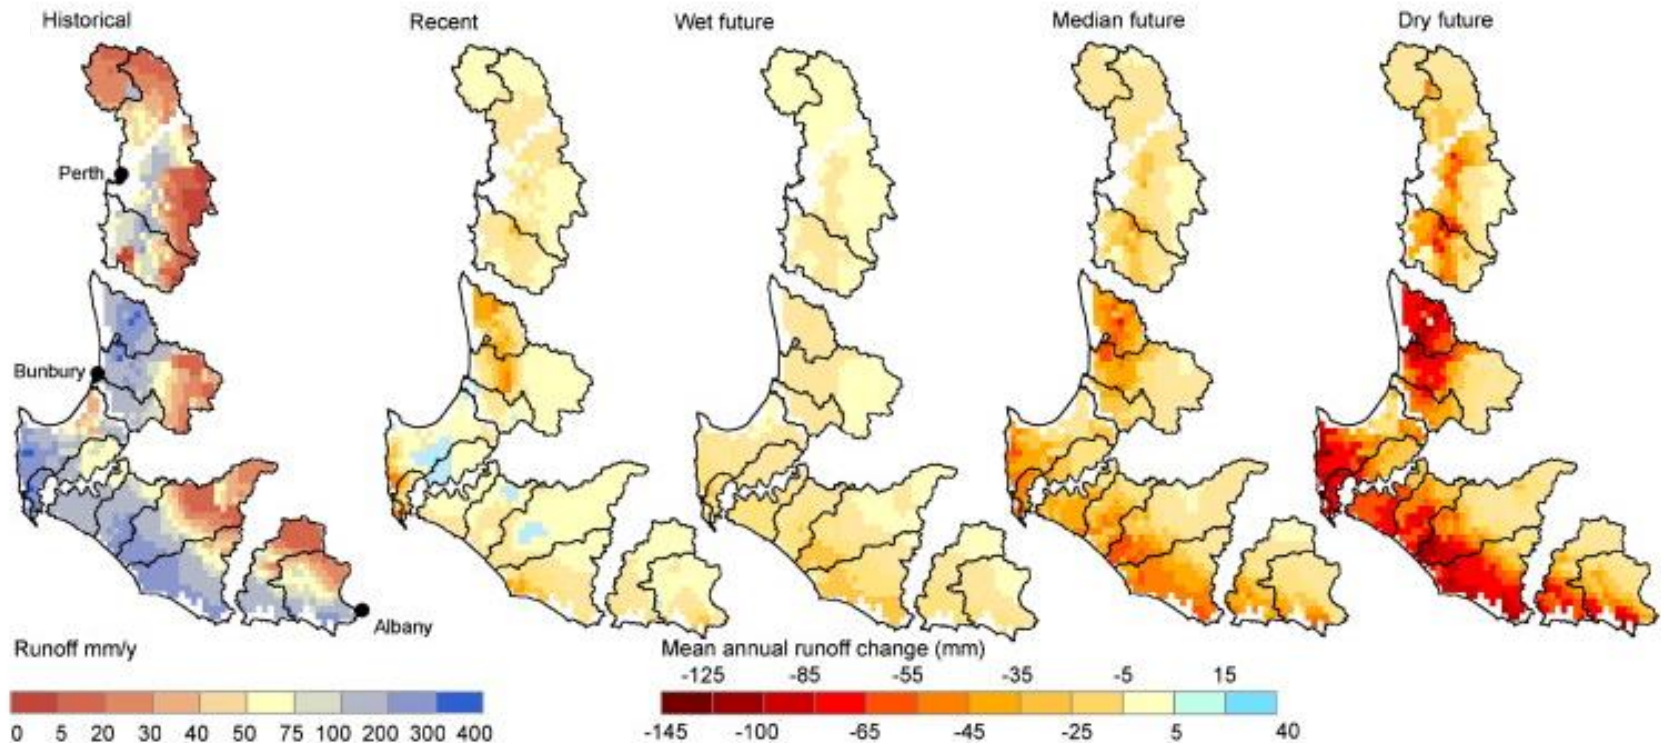 Historical
Recent
Wet future
Median future
Dry future
Perth
Bunbury
Albany
Runoff mm/y
0 5 20 30 40 50 75 100 200 300 400
Mean annual runoff change (mm)
-125 -85 -55 -35 -5 15
-145 -100 -65 -45 -25 5 40